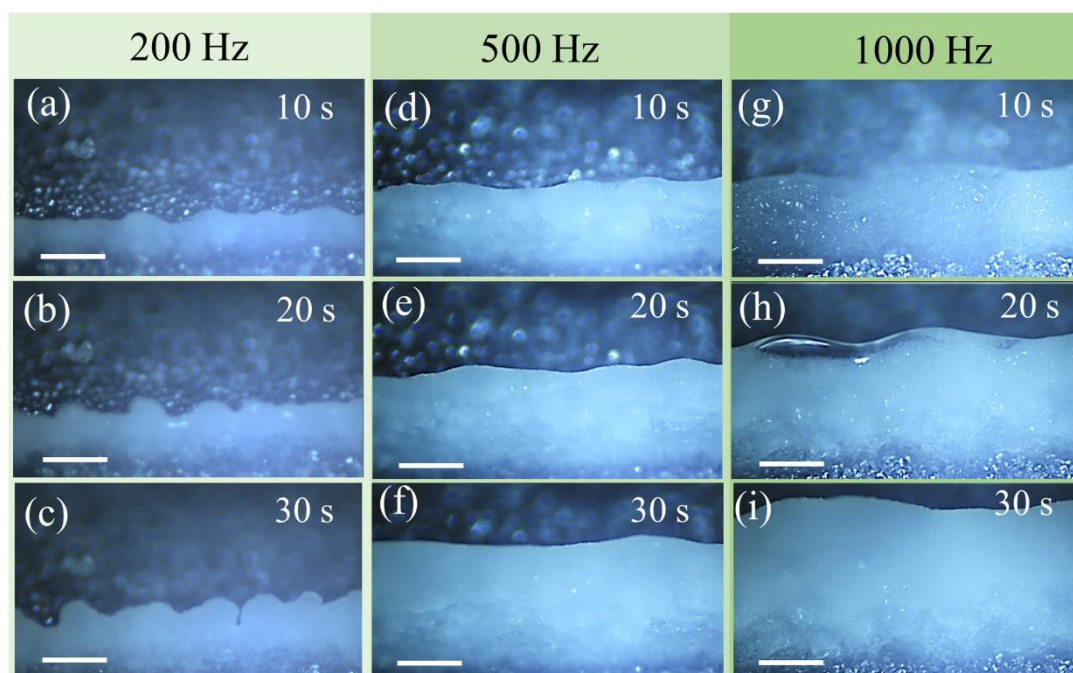 200 Hz 500 Hz 1000 Hz
(a) 10 s (d) 10 s (g) 10 s
(b) 20 s (e) 20 s (h) 20 s
(c) 30 s (f) 30 s (i) 30 s